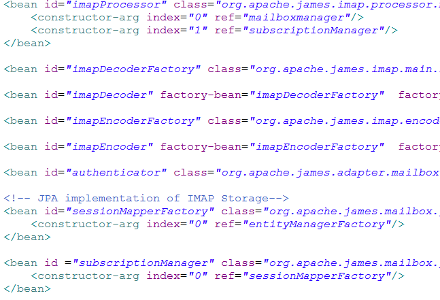 <bean id="imapProcessor" class="org.apache.james.imap.processor.
<constructor-arg index="0" ref="mailboxmanager"/>
<constructor-arg index="1" ref="subscriptionManager"/>
</bean>
<bean id="imapDecoderFactory" class="org.apache.james.imap.main.
<bean id="imapDecoder" factory-bean="imapDecoderFactory" factory
<bean id="imapEncoderFactory" class="org.apache.james.imap.encod
<bean id="imapEncoder" factory-bean="imapEncoderFactory" factory
<bean id="authenticator" class="org.apache.james.adapter.mailbox
<!-- JPA implementation of IMAP Storage-->
<bean id="sessionMapperFactory" class="org.apache.james.mailbox.
<constructor-arg index="0" ref="entityManagerFactory"/>
</bean>
<bean id ="subscriptionManager" class="org.apache.james.mailbox.
<constructor-arg index="0" ref="sessionMapperFactory"/>
</bean>